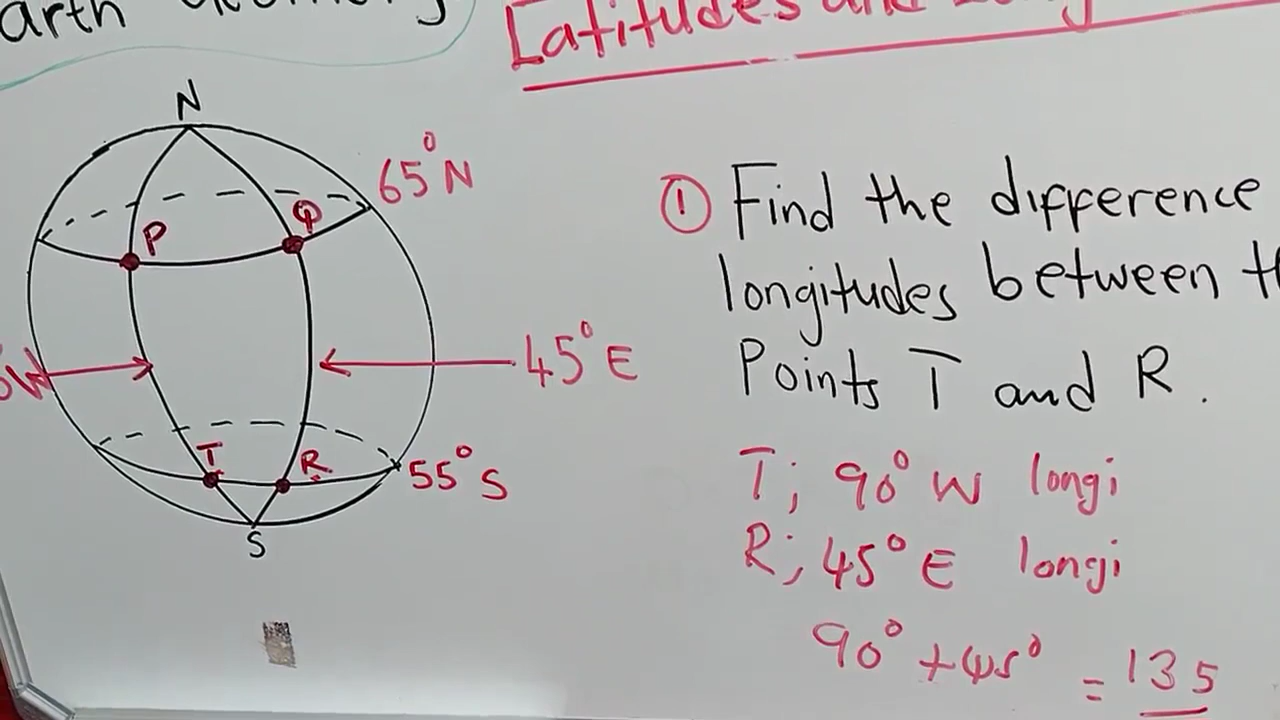 arth Geometry
Latitudes and
N
65°N
P
Q
W
45°E
T
R
55°S
S
① Find the difference
longitudes between th
Points T and R.
T; 90° W longi
R; 45° E longi
90° + 45° = 135